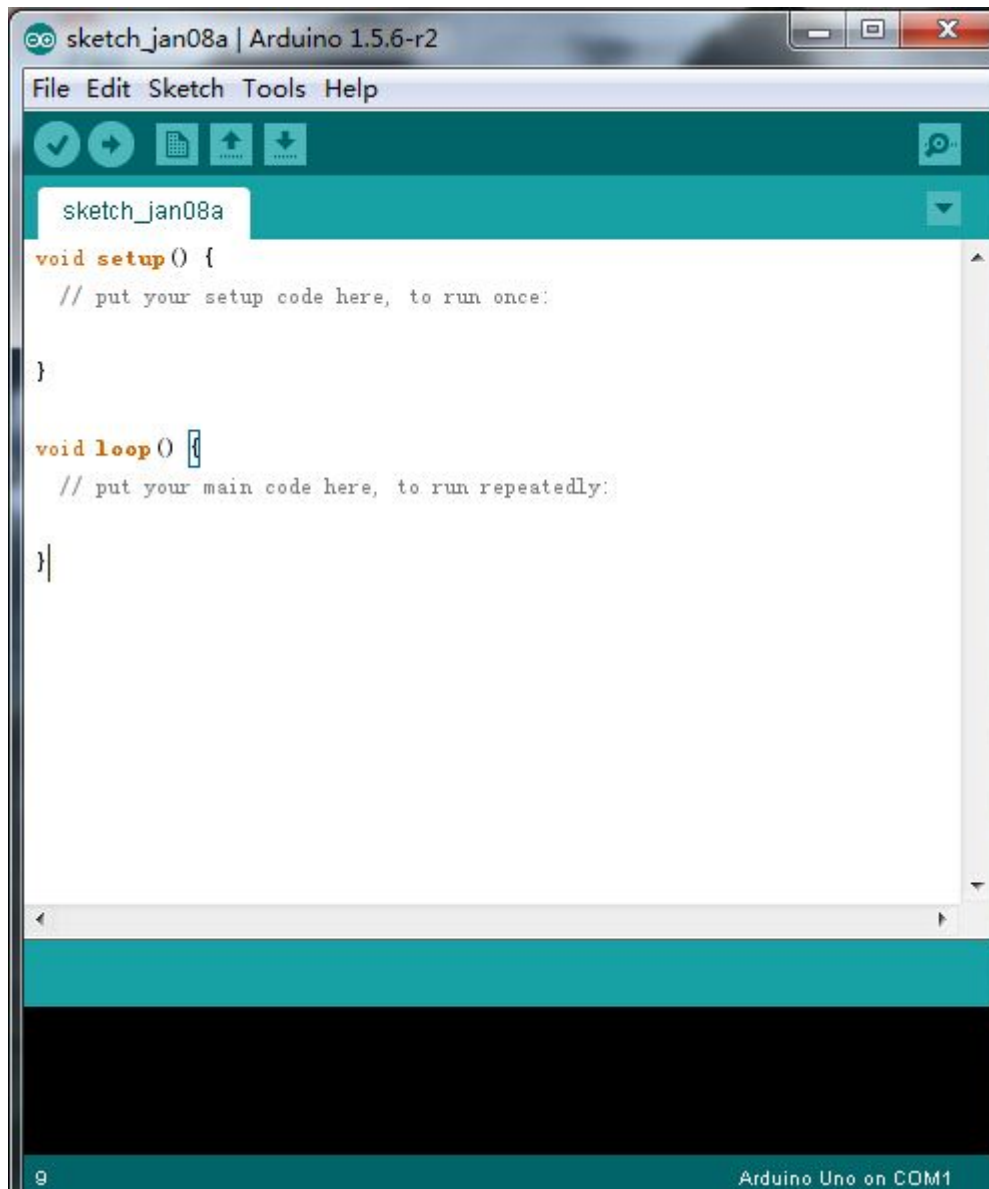 sketch_jan08a | Arduino 1.5.6-r2
File Edit Sketch Tools Help
sketch_jan08a
void setup() {
// put your setup code here, to run once:
}
void loop() {
// put your main code here, to run repeatedly:
}
9
Arduino Uno on COM1